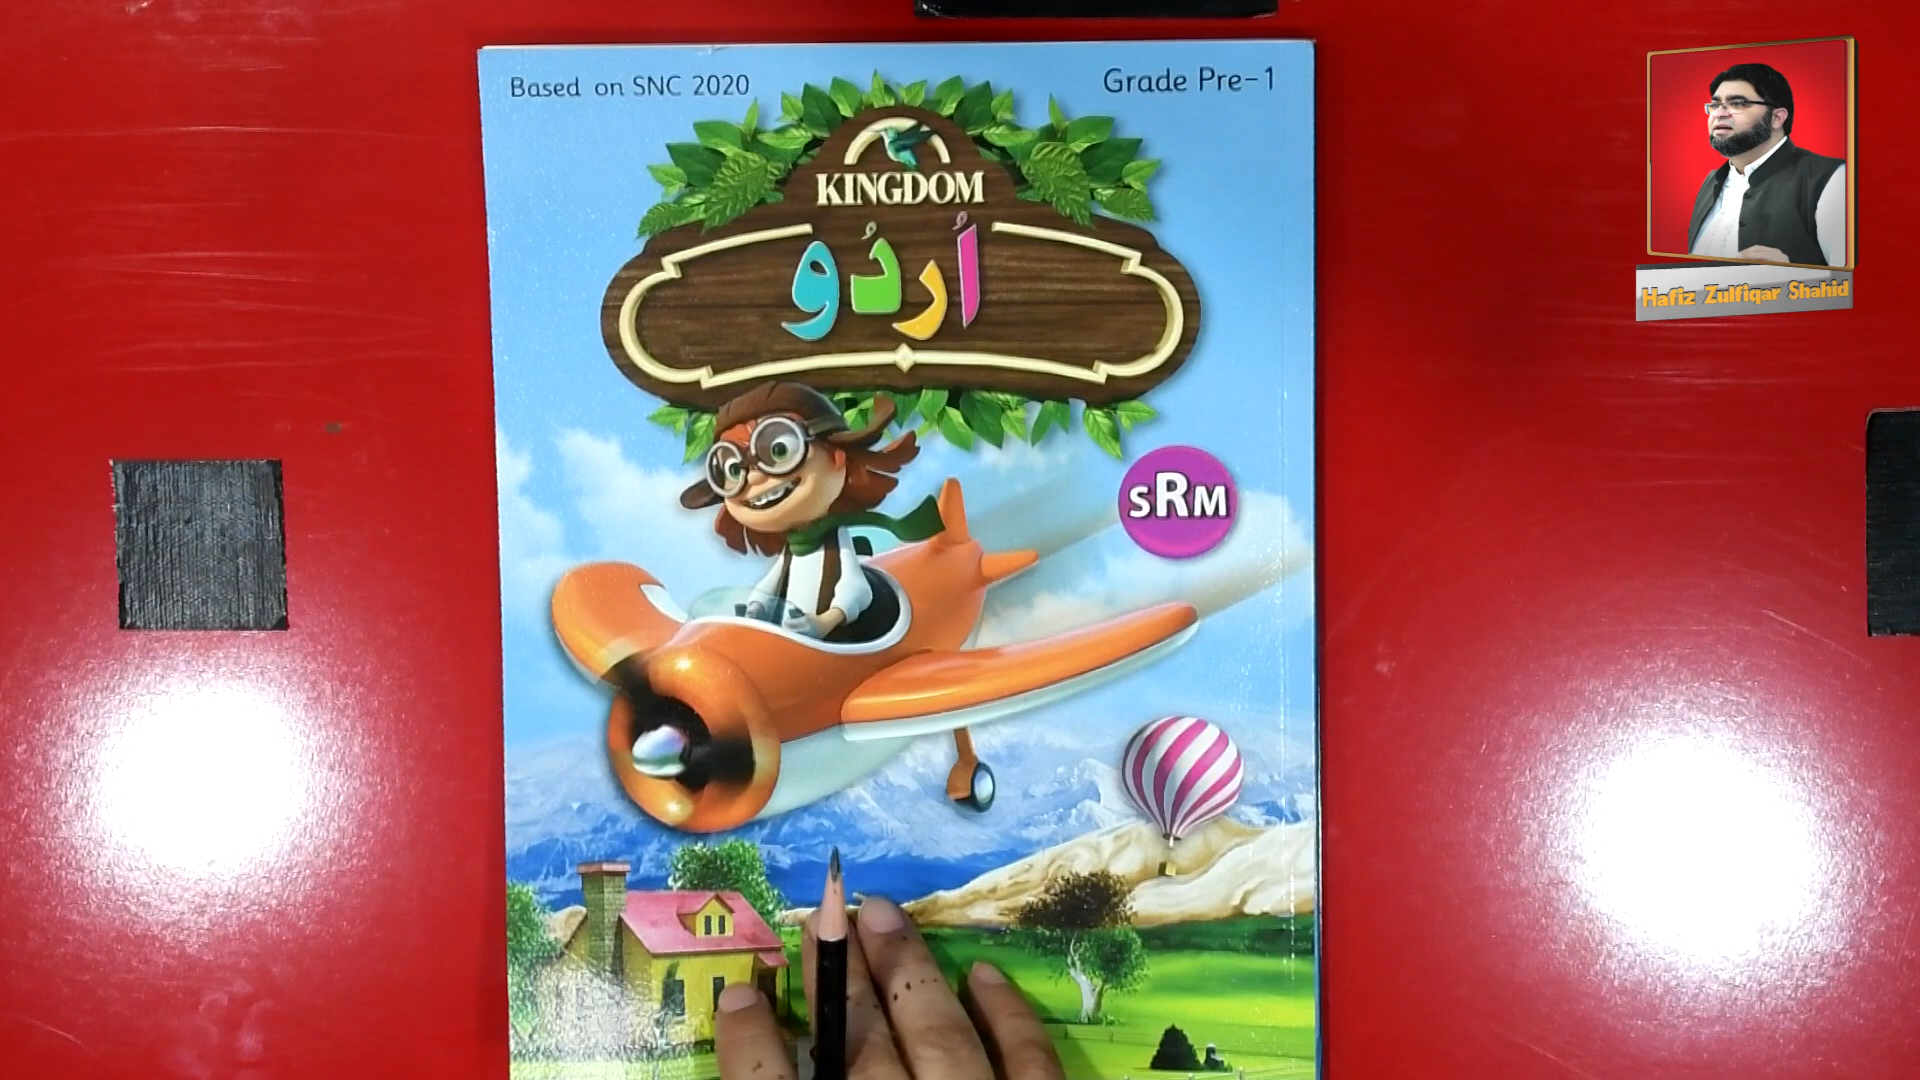 Based on SNC 2020
Grade Pre-1
KINGDOM
اُردُو
SRM
Hafiz Zulfiqar Shahid